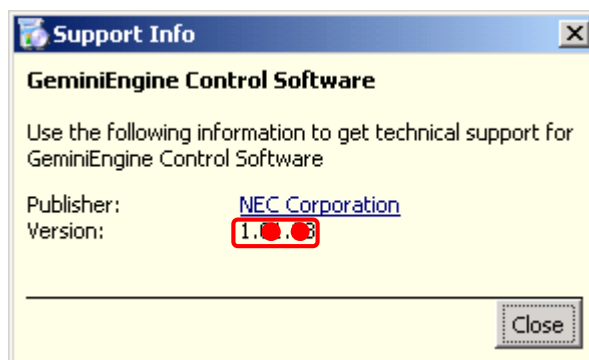 Support Info
GeminiEngine Control Software
Use the following information to get technical support for
GeminiEngine Control Software
Publisher: NEC Corporation
Version:
Close